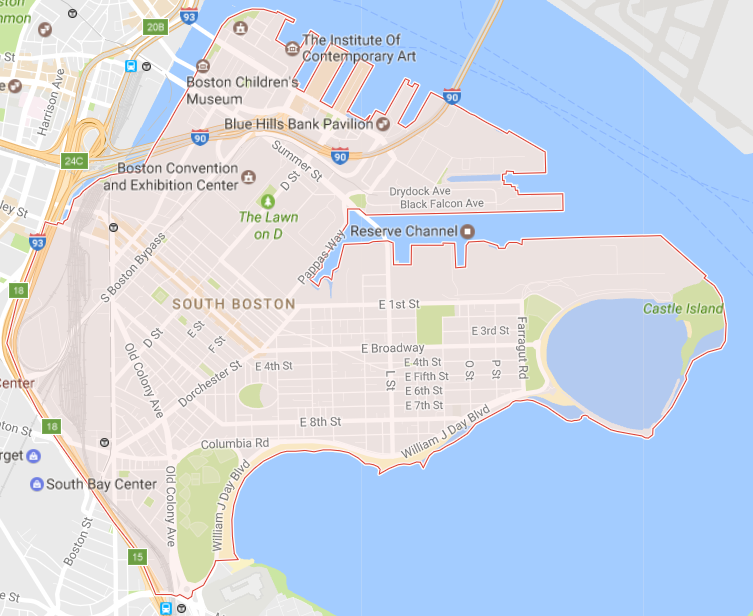 ston
mmon
93
20B
The Institute Of
Contemporary Art
Boston Children's
Museum
Harrison Ave
90
Blue Hills Bank Pavilion
90
90
24C
Summer St
Boston Convention
and Exhibition Center
D St
Drydock Ave
Black Falcon Ave
The Lawn
on D
ley St
Reserve Channel
93
Pappas Way
S Boston Bypass
18
SOUTH BOSTON
E 1st St
Castle Island
E 3rd St
Farragut Rd
D St
E St
F St
E Broadway
Old Colony Ave
E 4th St
E 4th St
L St
E Fifth St
O St
P St
E 6th St
Dorchester St
E 7th St
Center
18
E 8th St
William J Day Blvd
ton St
Columbia Rd
rget
South Bay Center
Old Colony Ave
William J Day Blvd
Boston St
15